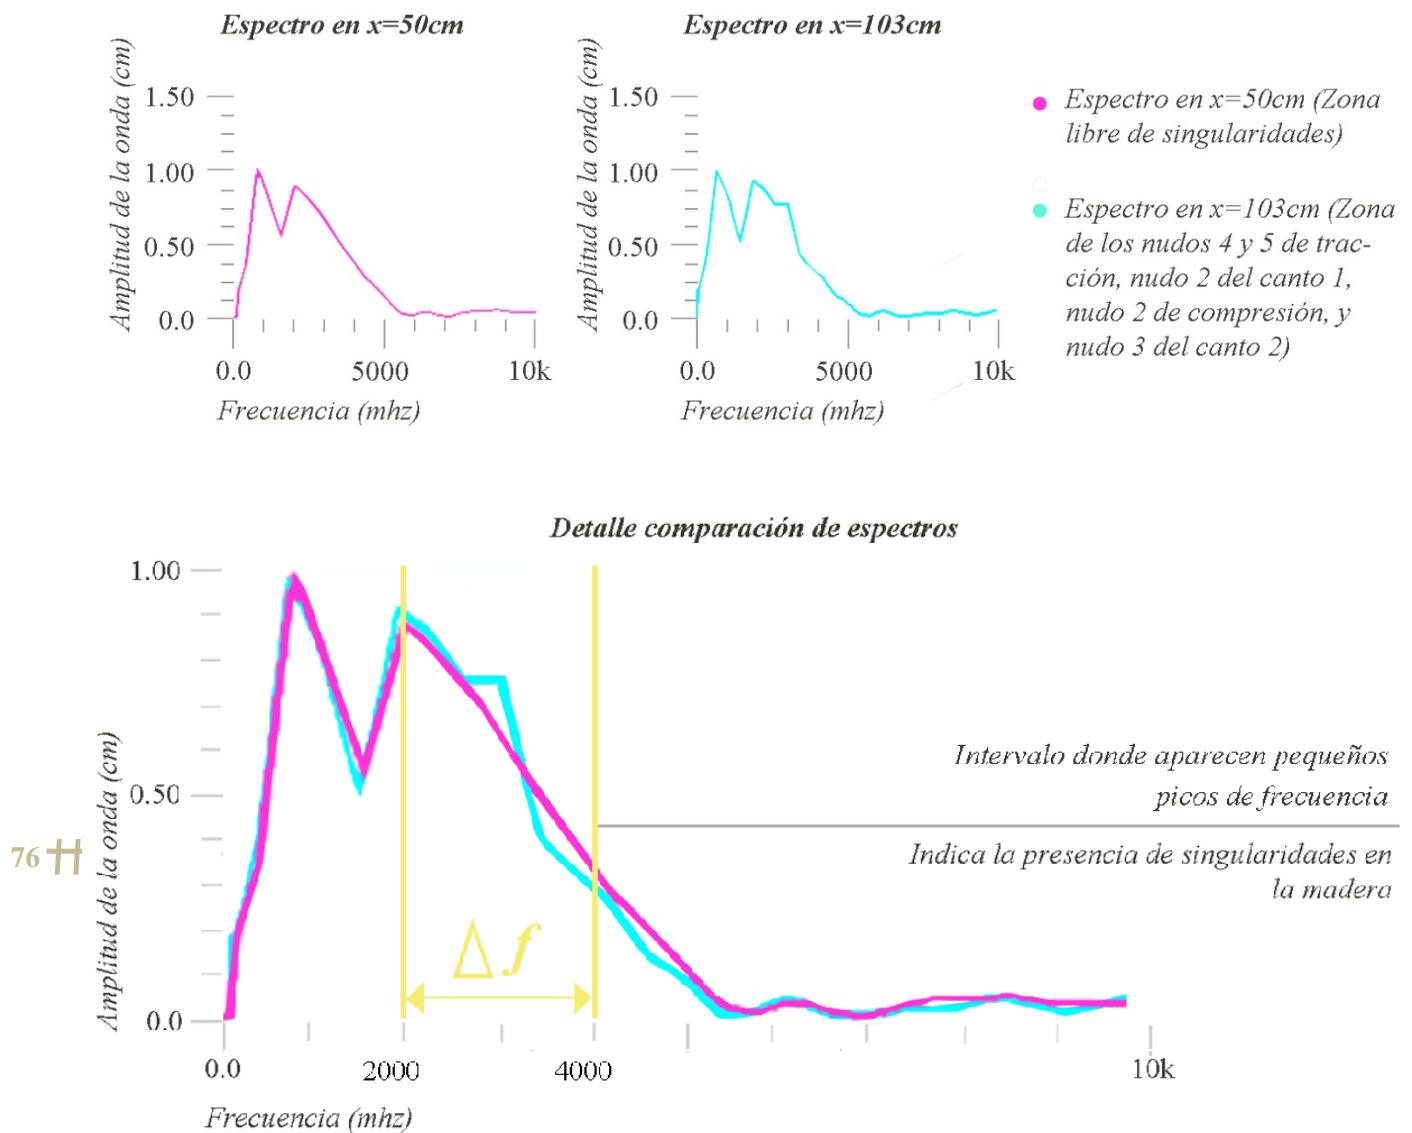 Espectro en x=50cm
Amplitud de la onda (cm)
1.50
1.00
0.50
0.0
0.0 5000 10k
Frecuencia (mhz)
Espectro en x=103cm
Amplitud de la onda (cm)
1.50
1.00
0.50
0.0
0.0 5000 10k
Frecuencia (mhz)
Espectro en x=50cm (Zona
libre de singularidades)
Espectro en x=103cm (Zona
de los nudos 4 y 5 de trac-
ción, nudo 2 del canto 1,
nudo 2 de compresión, y
nudo 3 del canto 2)
Detalle comparación de espectros
Amplitud de la onda (cm)
1.00
0.50
0.0
0.0 2000 4000 10k
Frecuencia (mhz)
Δ f
Intervalo donde aparecen pequeños
picos de frecuencia
Indica la presencia de singularidades en
la madera
76